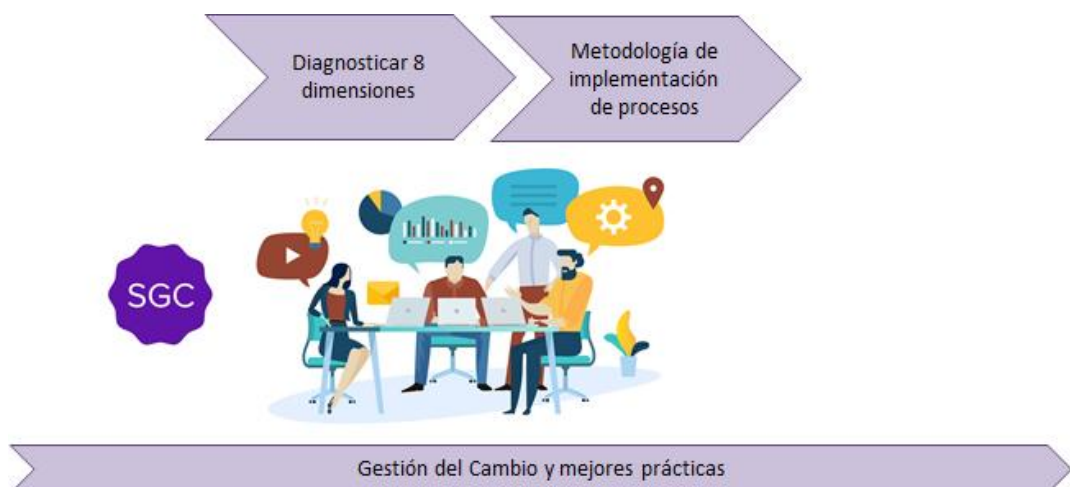 Diagnosticar 8
dimensiones
Metodología de
implementación
de procesos
SGC
Gestión del Cambio y mejores prácticas